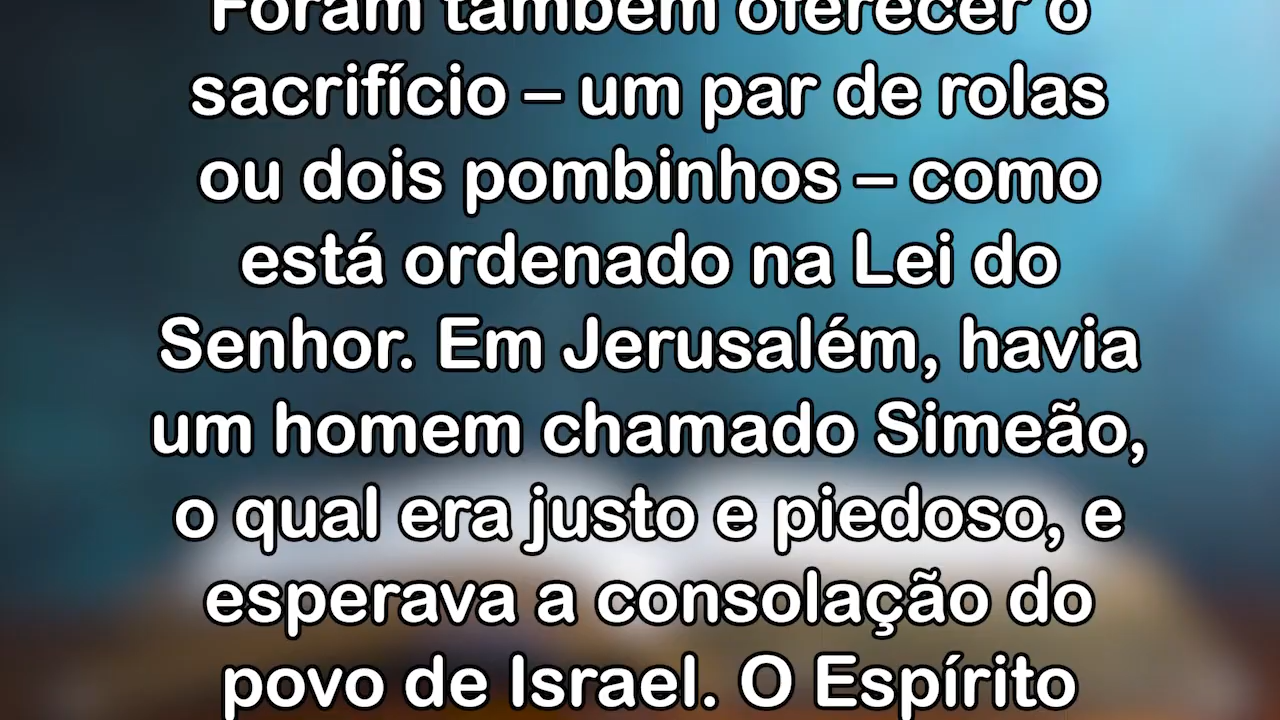 Foram também oferecer o
sacrifício – um par de rolas
ou dois pombinhos – como
está ordenado na Lei do
Senhor. Em Jerusalém, havia
um homem chamado Simeão,
o qual era justo e piedoso, e
esperava a consolação do
povo de Israel. O Espírito